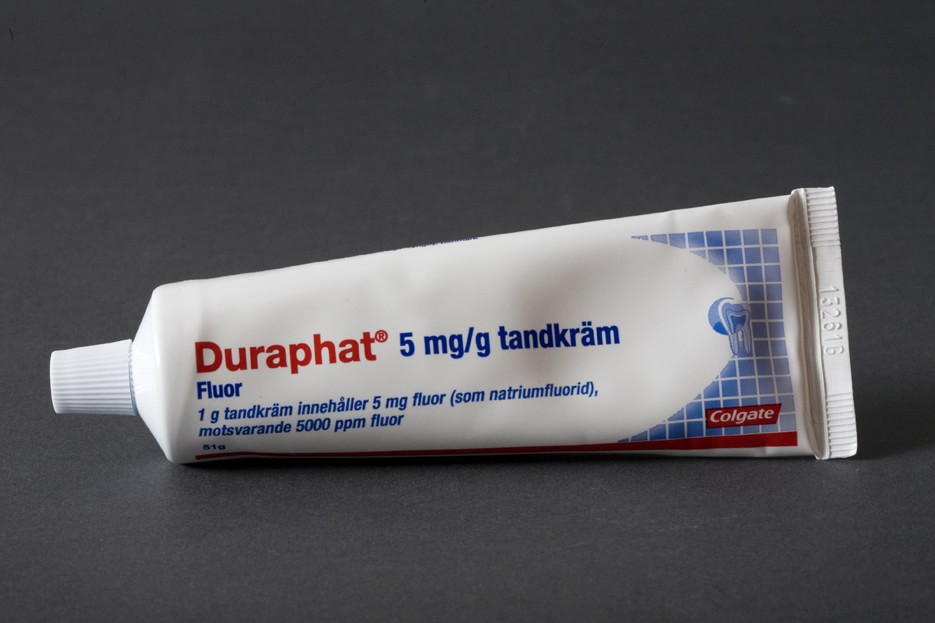 Duraphat® 5 mg/g tandkräm
Fluor
1 g tandkräm innehåller 5 mg fluor (som natriumfluorid),
motsvarande 5000 ppm fluor
51g
Colgate
132616